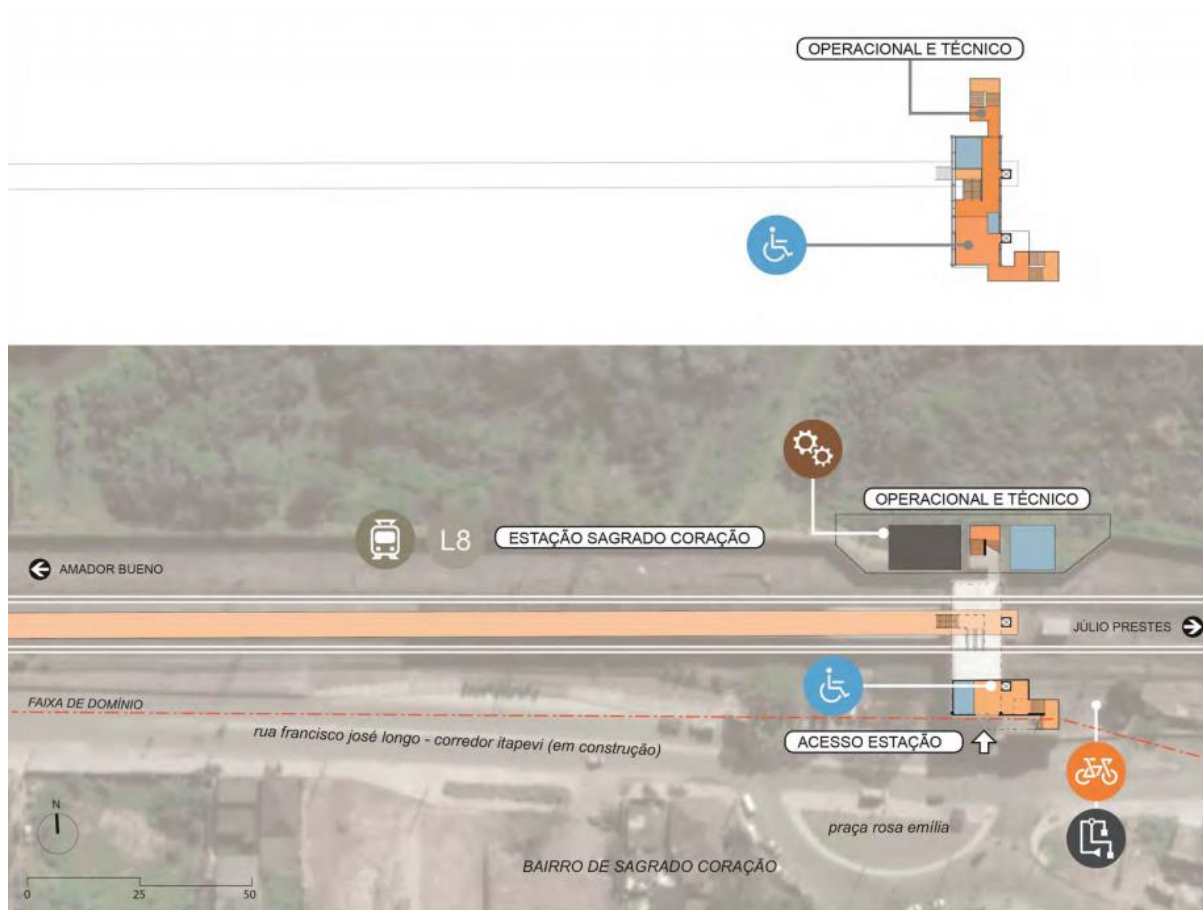 OPERACIONAL E TÉCNICO
OPERACIONAL E TÉCNICO
L8
ESTAÇÃO SAGRADO CORAÇÃO
AMADOR BUENO
JÚLIO PRESTES
FAIXA DE DOMÍNIO
rua francisco josé longo - corredor itapevi (em construção)
ACESSO ESTAÇÃO
praça rosa emília
N
BAIRRO DE SAGRADO CORAÇÃO
0 25 50